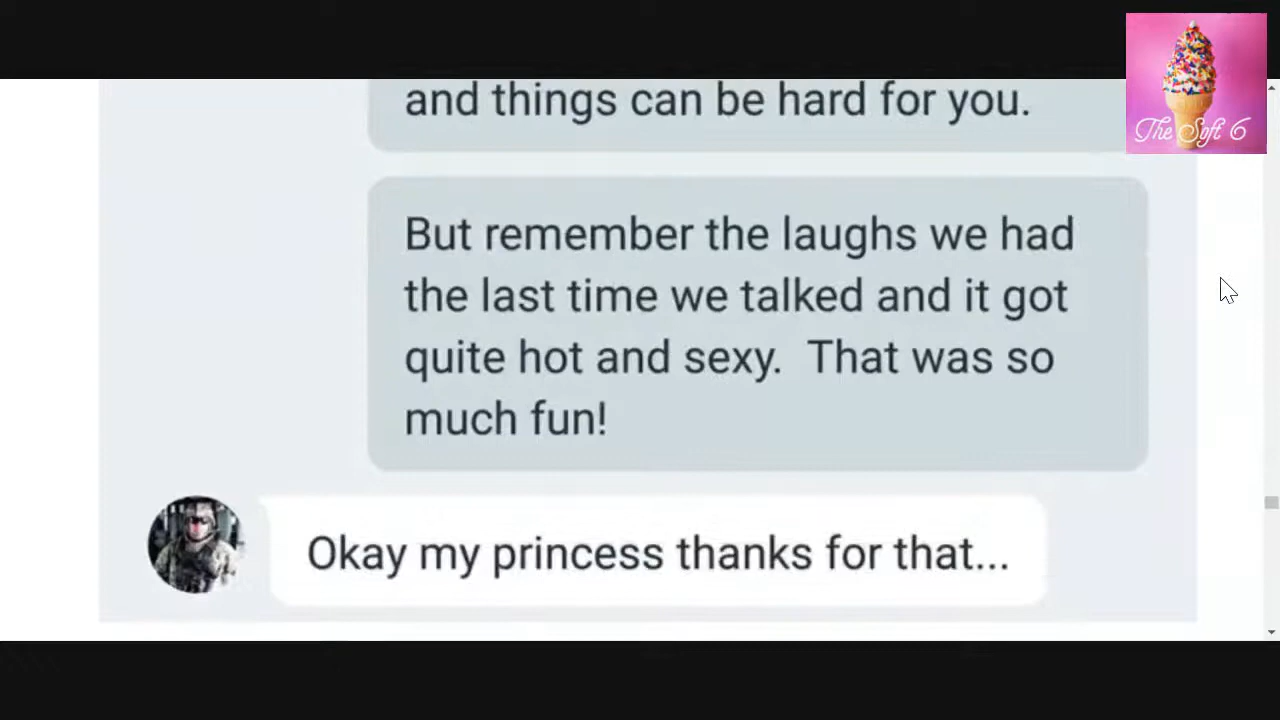 The Soft 6
and things can be hard for you.
But remember the laughs we had
the last time we talked and it got
quite hot and sexy.  That was so
much fun!
Okay my princess thanks for that...